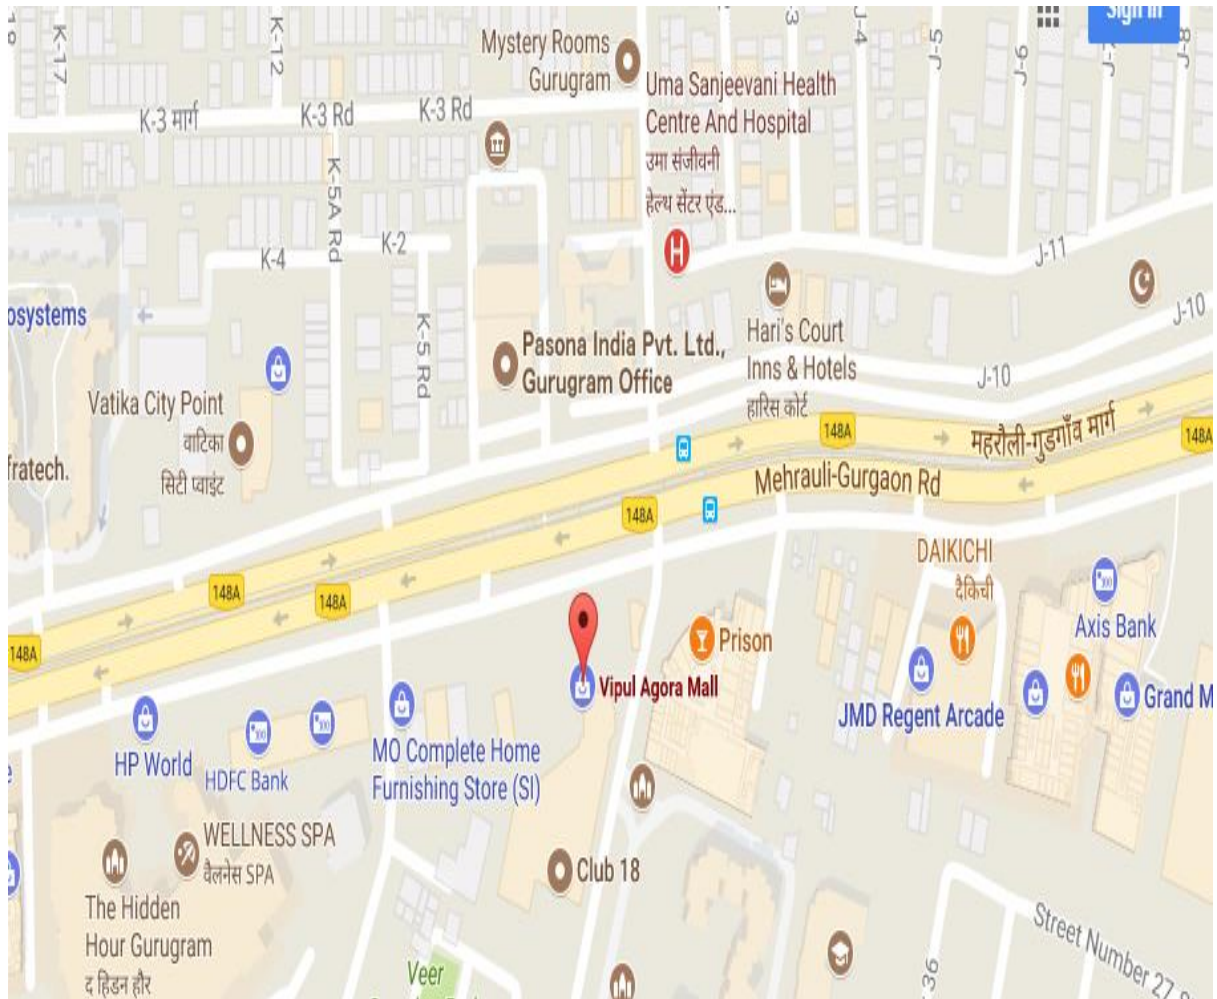 K-17
K-12
J-4
J-5
J-6
Sign in
J-8
Mystery Rooms
Gurugram
Uma Sanjeevani Health
Centre And Hospital
उमा संजीवनी
हेल्थ सेंटर एंड...
K-3 मार्ग
K-3 Rd
K-3 Rd
K-5A Rd
K-2
K-4
J-11
J-10
osystems
K-5 Rd
Pasona India Pvt. Ltd.,
Gurugram Office
Hari's Court
Inns & Hotels
हारिस कोर्ट
J-10
Vatika City Point
वाटिका
सिटी प्वाइंट
fratech.
148A
महरौली-गुडगाँव मार्ग
148A
Mehrauli-Gurgaon Rd
148A
DAIKICHI
दैकिची
148A
148A
148A
Axis Bank
Prison
Vipul Agora Mall
JMD Regent Arcade
Grand M
HP World
HDFC Bank
MO Complete Home
Furnishing Store (SI)
WELLNESS SPA
वैलनेस SPA
Club 18
The Hidden
Hour Gurugram
द हिडन हौर
Veer
Street Number 27